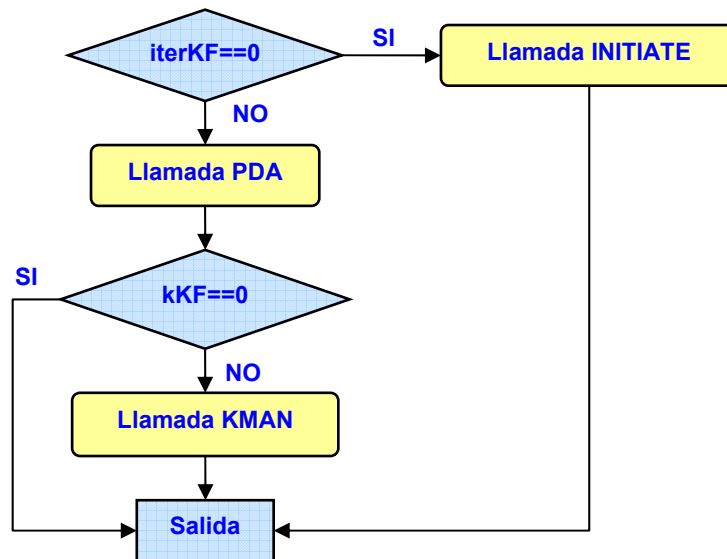 iterKF==0
SI
Llamada INITIATE
NO
Llamada PDA
SI
kKF==0
NO
Llamada KMAN
Salida